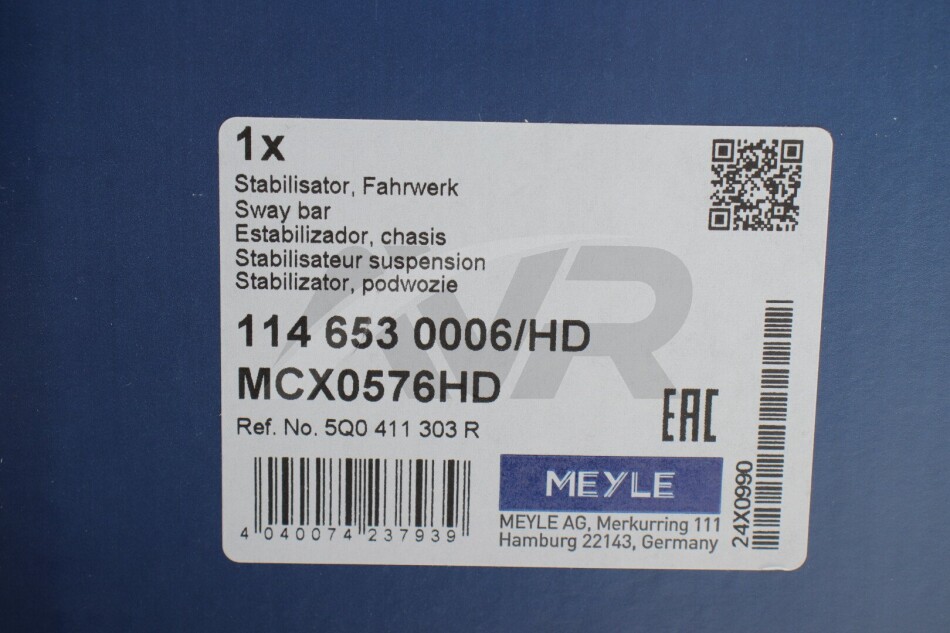 1x
Stabilisator, Fahrwerk
Sway bar
Estabilizador, chasis
Stabilisateur suspension
Stabilizator, podwozie
114 653 0006/HD
MCX0576HD
Ref. No. 5Q0 411 303 R
EAC
4 040074 237939
MEYLE
MEYLE AG, Merkurring 111
Hamburg 22143, Germany
24X0990
VR